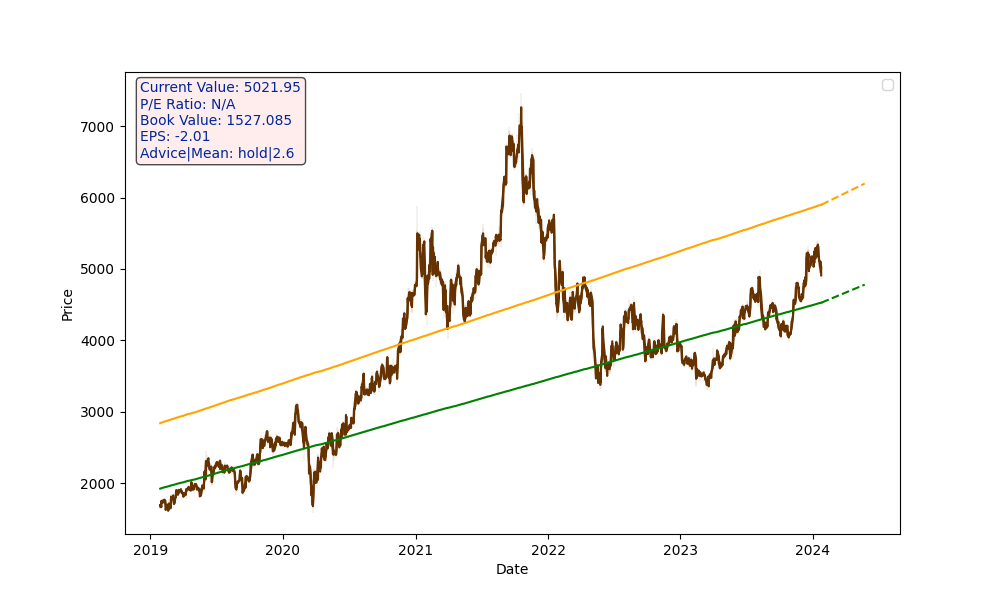 Current Value: 5021.95
P/E Ratio: N/A
Book Value: 1527.085
EPS: -2.01
Advice|Mean: hold|2.6
7000
6000
5000
4000
3000
2000
Price
2019 2020 2021 2022 2023 2024
Date